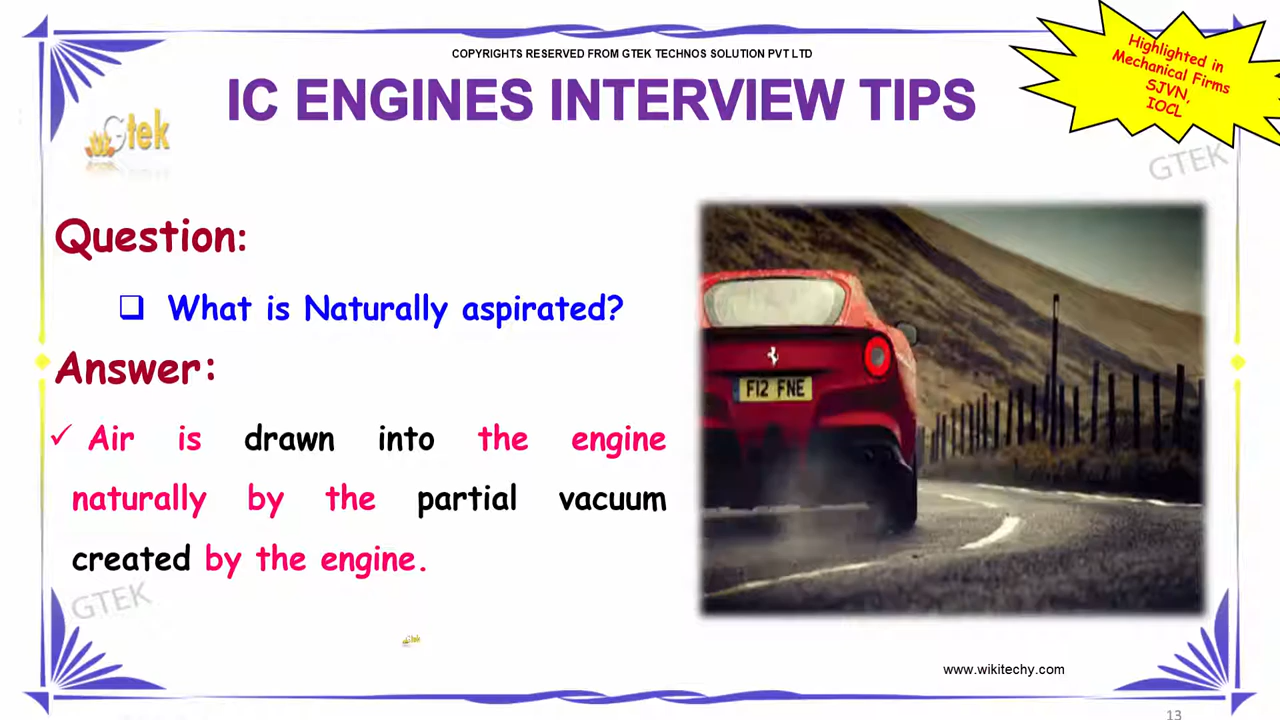 COPYRIGHTS RESERVED FROM GTEK TECHNOS SOLUTION PVT LTD
IC ENGINES INTERVIEW TIPS
Highlighted in
Mechanical Firms
SJVN,
IOCL
Gtek
GTEK
Question:
What is Naturally aspirated?
Answer:
Air is drawn into the engine
naturally by the partial vacuum
created by the engine.
F12 FNE
GTEK
Gtek
www.wikitechy.com
13